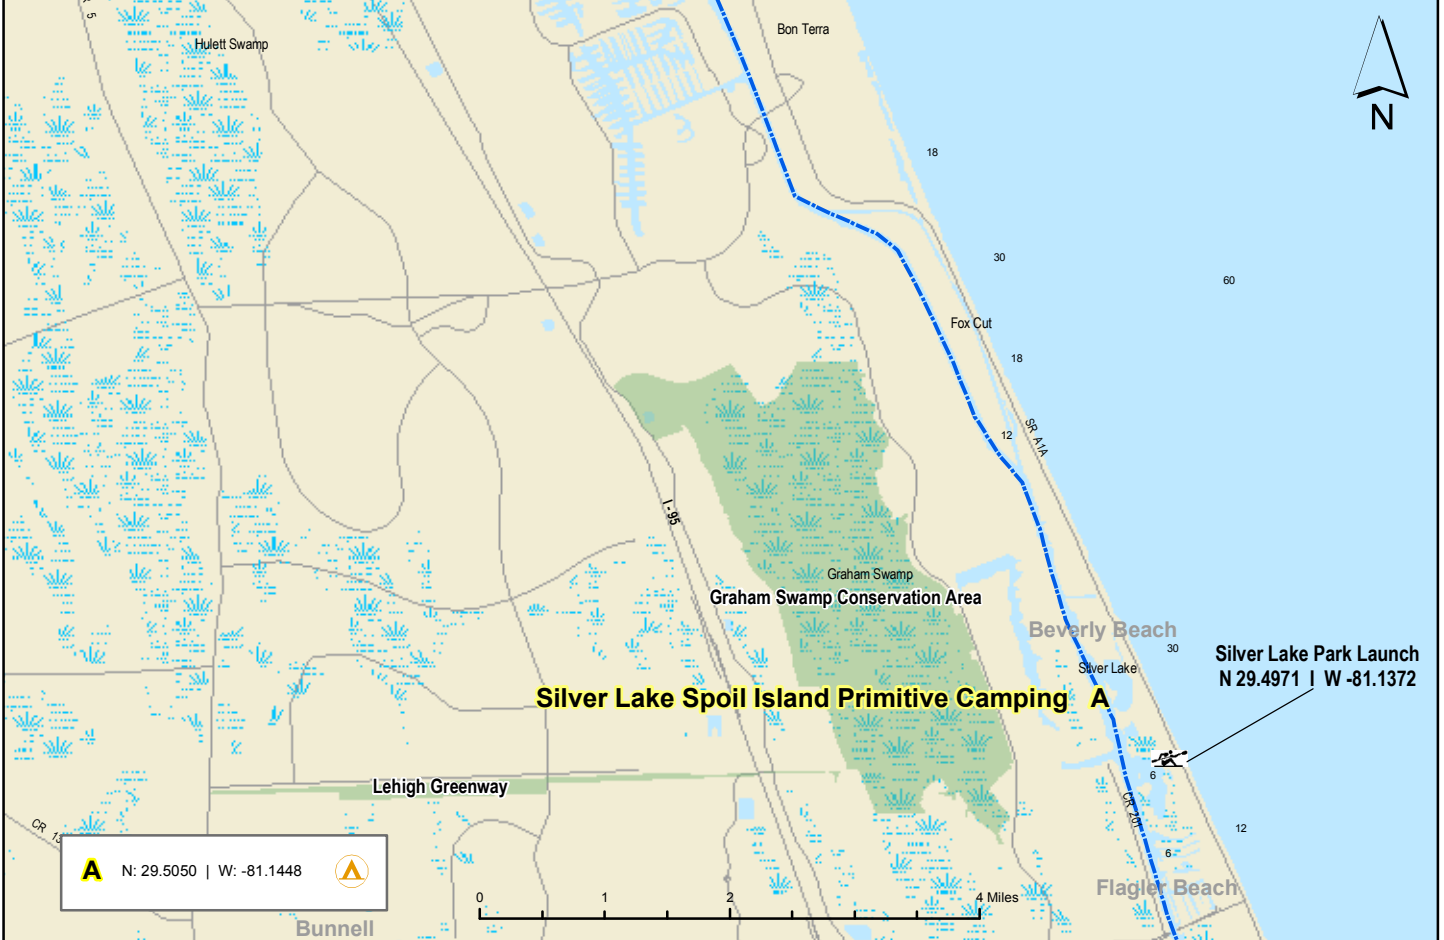 5
Hulett Swamp
Bon Terra
N
18
30
60
Fox Cut
18
12
SR A1A
I - 95
Graham Swamp
Graham Swamp Conservation Area
Beverly Beach
30
Silver Lake
Silver Lake Park Launch
N 29.4971 | W -81.1372
Silver Lake Spoil Island Primitive Camping A
6
Lehigh Greenway
CR 201
12
CR
6
A N: 29.5050 | W: -81.1448
Flagler Beach
0 1 2 4 Miles
Bunnell